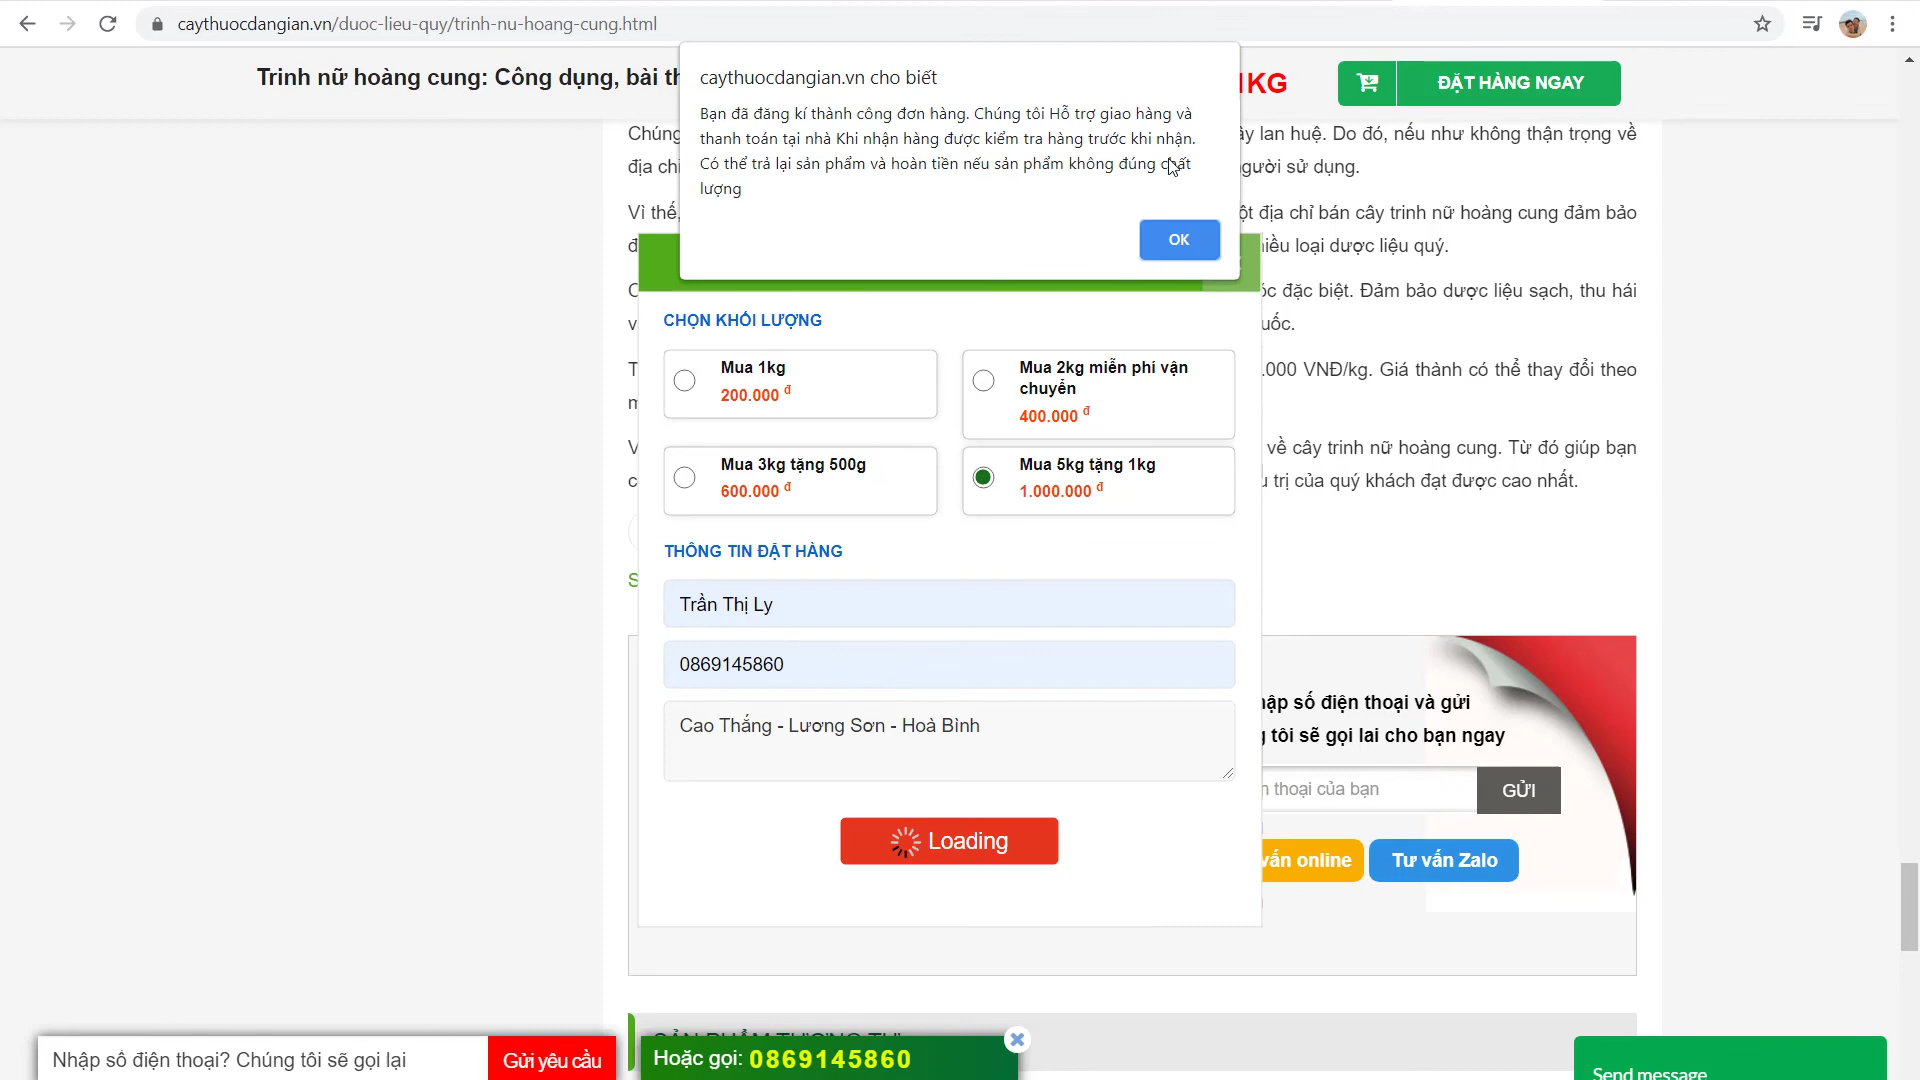 caythuocdangian.vn/duoc-lieu-quy/trinh-nu-hoang-cung.html
Trinh nữ hoàng cung: Công dụng, bài
1KG
ĐẶT HÀNG NGAY
caythuocdangian.vn cho biết
Bạn đã đăng kí thành công đơn hàng. Chúng tôi Hỗ trợ giao hàng và
thanh toán tại nhà Khi nhận hàng được kiểm tra hàng trước khi nhận.
Có thể trả lại sản phẩm và hoàn tiền nếu sản phẩm không đúng chất
lượng
OK
Chúng
lan huệ. Do đó, nếu như không thận trọng về
địa chỉ
người sử dụng.
Vì thế,
địa chỉ bán cây trinh nữ hoàng cung đảm bảo
nhiều loại dược liệu quý.
đặc biệt. Đảm bảo dược liệu sạch, thu hái
.000 VNĐ/kg. Giá thành có thể thay đổi theo
về cây trinh nữ hoàng cung. Từ đó giúp bạn
trị của quý khách đạt được cao nhất.
CHỌN KHỐI LƯỢNG
Mua 1kg
200.000 đ
Mua 2kg miễn phí vận
chuyển
400.000 đ
Mua 3kg tặng 500g
600.000 đ
Mua 5kg tặng 1kg
1.000.000 đ
THÔNG TIN ĐẶT HÀNG
Trần Thị Ly
0869145860
Cao Thắng - Lương Sơn - Hoà Bình
Loading
nhập số điện thoại và gửi
tôi sẽ gọi lai cho bạn ngay
thoại của bạn
GỬI
vấn online
Tư vấn Zalo
SẢN PHẨM TƯƠNG TỰ
Nhập số điện thoại? Chúng tôi sẽ gọi lại
Gửi yêu cầu
Hoặc gọi: 0869145860
Send message